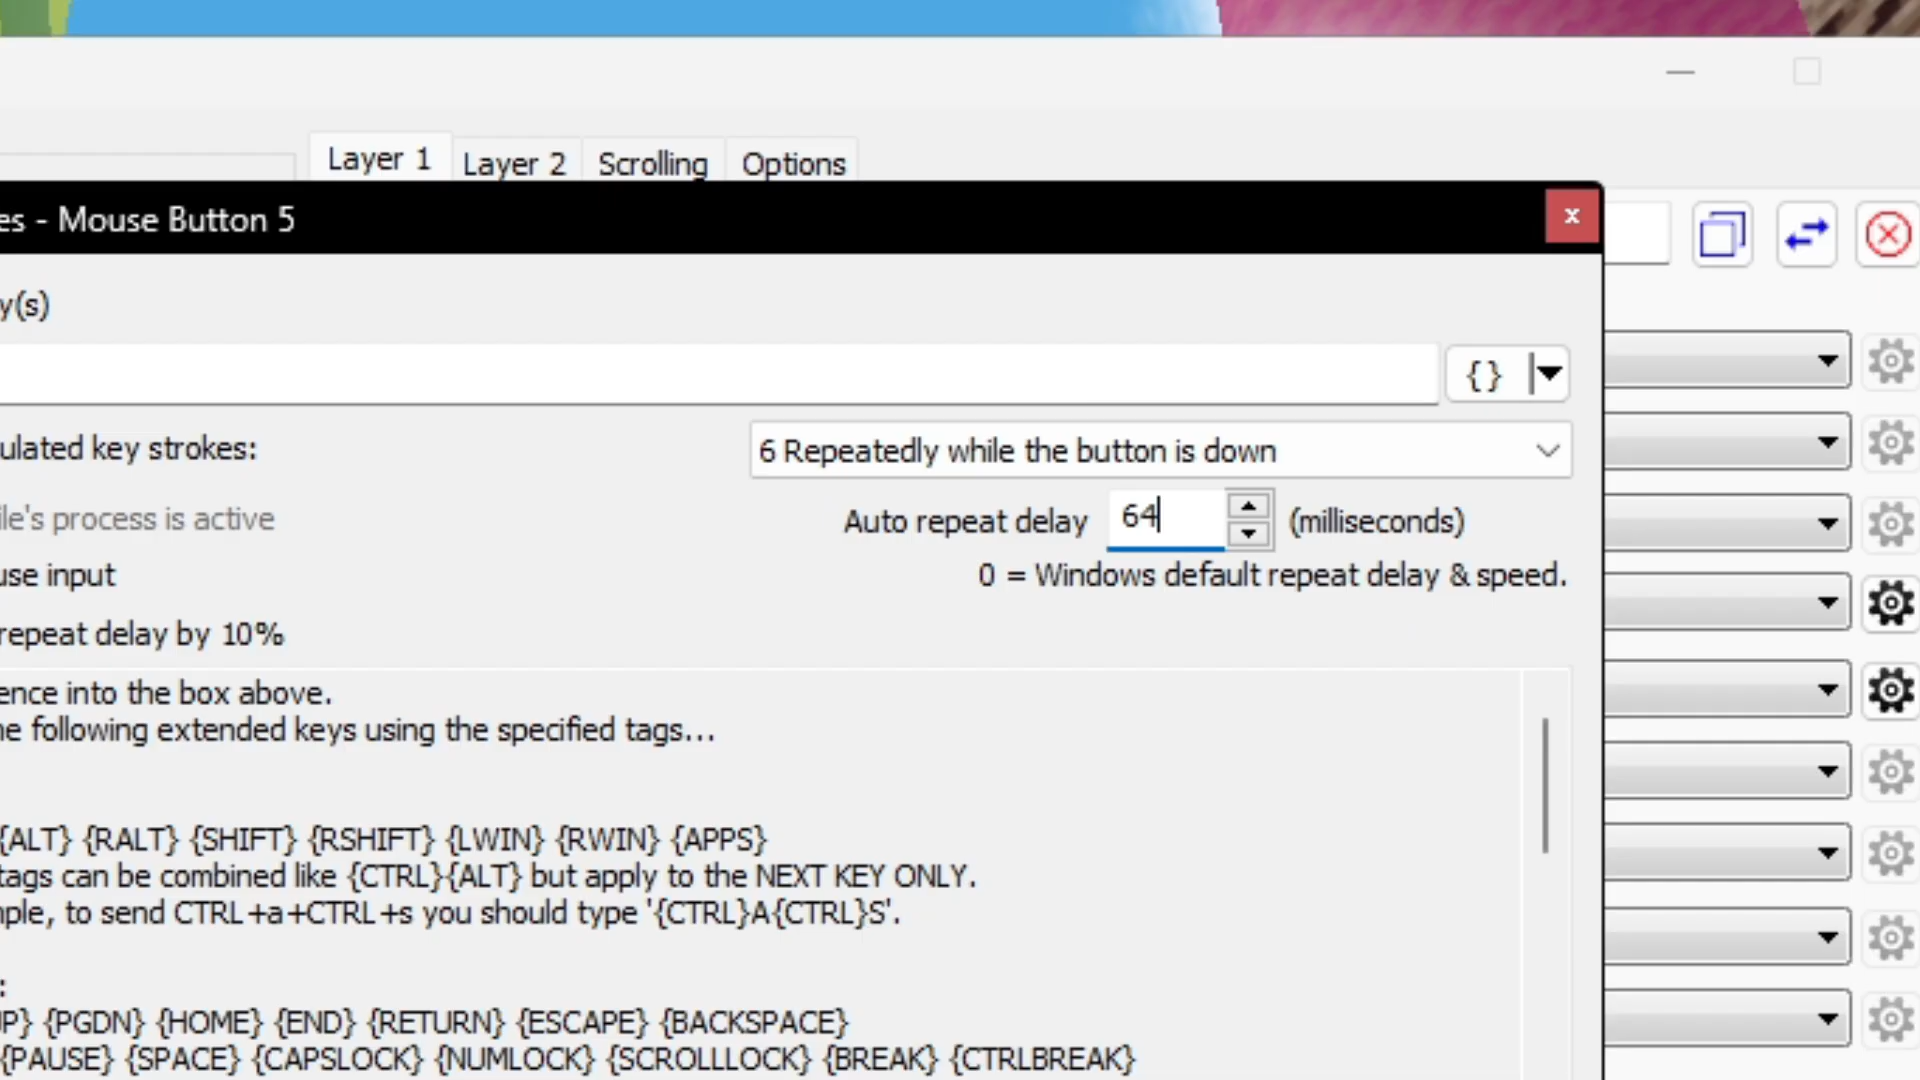 Layer 1 Layer 2 Scrolling Options
es - Mouse Button 5 x
y(s)
{}
ulated key strokes: 6 Repeatedly while the button is down
ile's process is active Auto repeat delay 64 (milliseconds)
use input 0 = Windows default repeat delay & speed.
repeat delay by 10%
ence into the box above.
he following extended keys using the specified tags...
{ALT} {RALT} {SHIFT} {RSHIFT} {LWIN} {RWIN} {APPS}
tags can be combined like {CTRL}{ALT} but apply to the NEXT KEY ONLY.
mple, to send CTRL+a+CTRL+s you should type '{CTRL}A{CTRL}S'.
:
UP} {PGDN} {HOME} {END} {RETURN} {ESCAPE} {BACKSPACE}
{PAUSE} {SPACE} {CAPSLOCK} {NUMLOCK} {SCROLLLOCK} {BREAK} {CTRLBREAK}